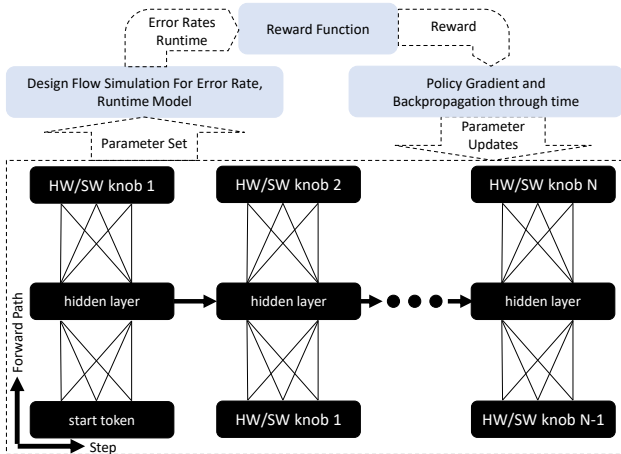 Error Rates
Runtime
Reward Function
Reward
Design Flow Simulation For Error Rate,
Runtime Model
Policy Gradient and
Backpropagation through time
Parameter Set
Parameter
Updates
HW/SW knob 1
HW/SW knob 2
HW/SW knob N
hidden layer
hidden layer
hidden layer
Forward Path
start token
HW/SW knob 1
HW/SW knob N-1
Step